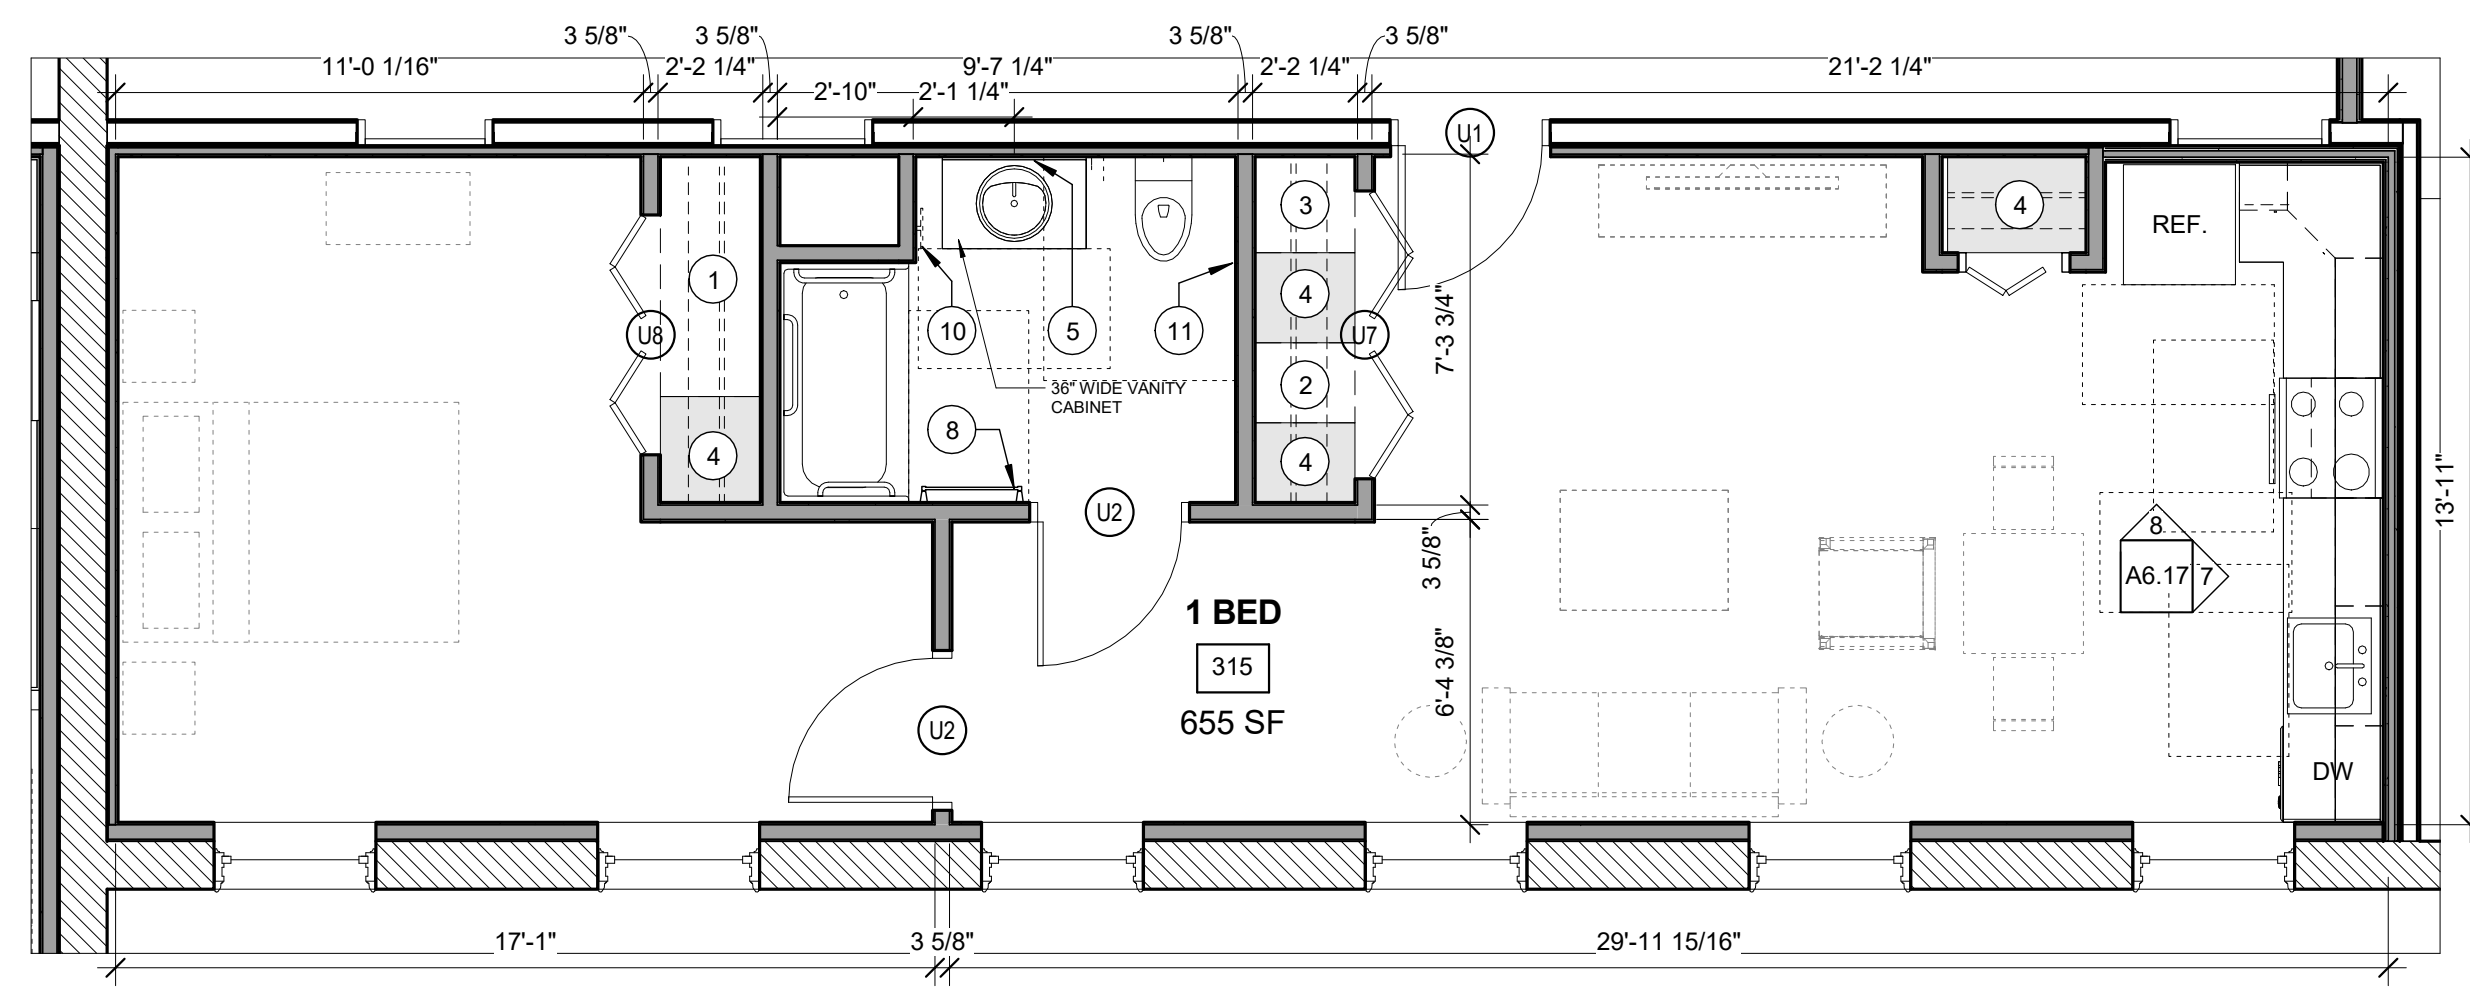 3 5/8" 3 5/8" 3 5/8" 3 5/8"
11'-0 1/16" 2'-2 1/4" 9'-7 1/4" 2'-2 1/4" 21'-2 1/4"
2'-10" 2'-1 1/4"
U1
3 4
REF.
1 4
10 5 11
U8 U7
7'-3 3/4"
36" WIDE VANITY
CABINET
2
8
4 4
13'-11"
U2
8
3 5/8"
A6.17 7
1 BED
315
6'-4 3/8"
655 SF
U2
DW
17'-1" 3 5/8" 29'-11 15/16"